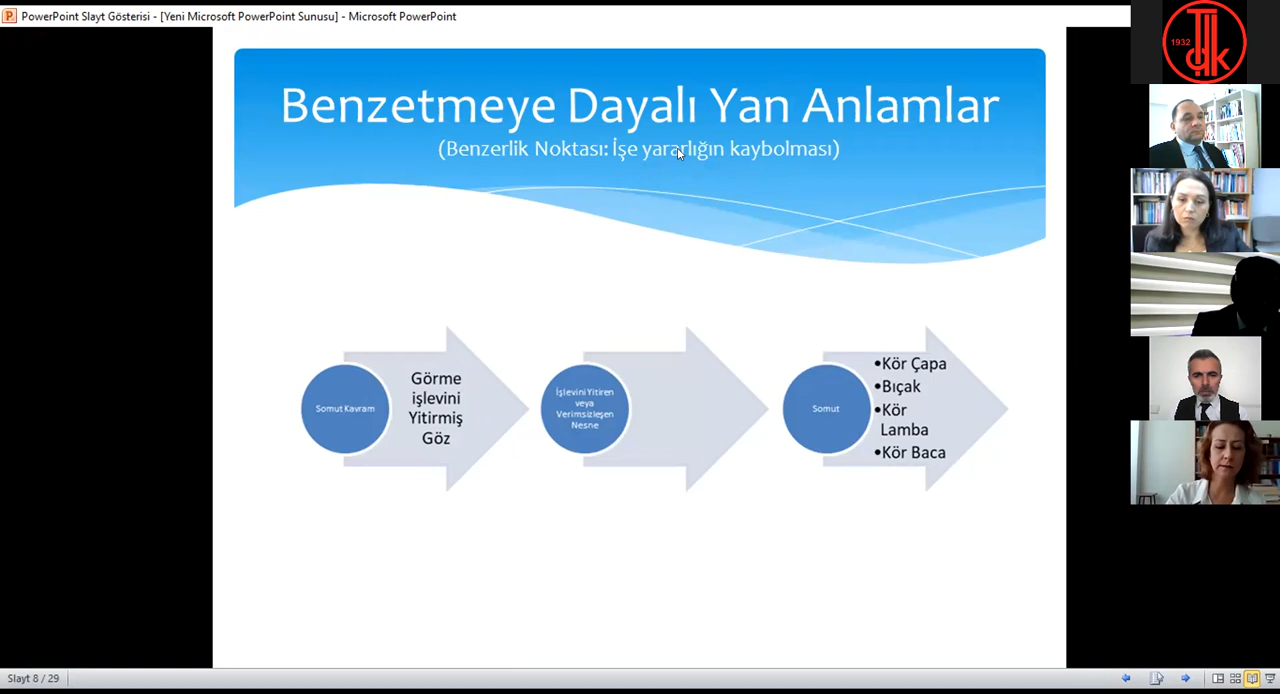 PowerPoint Slayt Gösterisi - [Yeni Microsoft PowerPoint Sunusu] - Microsoft PowerPoint
1932
TDK
Benzetmeye Dayalı Yan Anlamlar
(Benzerlik Noktası: İşe yararlığın kaybolması)
Somut Kavram
Görme
işlevini
Yitirmiş
Göz
İşlevini Yitiren
veya
Verimsizleşen
Nesne
Somut
•Kör Çapa
•Bıçak
•Kör
Lamba
•Kör Baca
Slayt 8 / 29